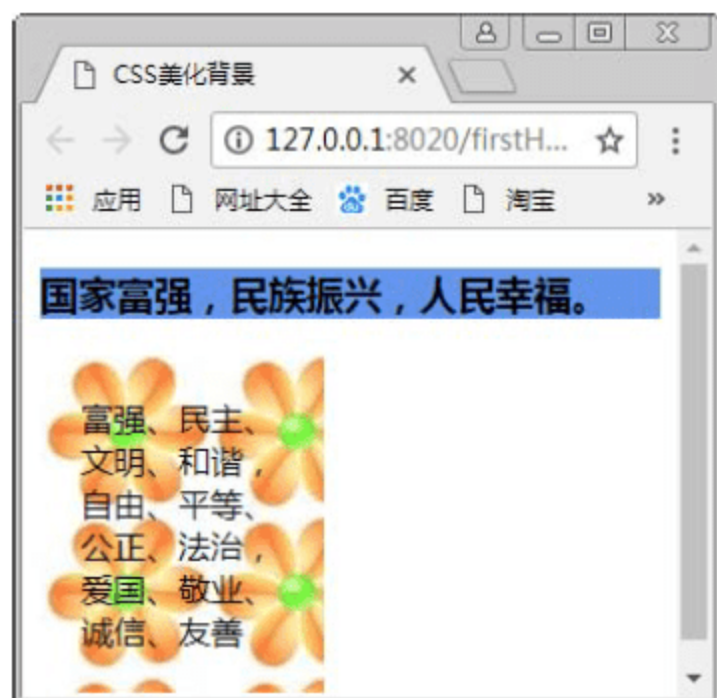 CSS美化背景
127.0.0.1:8020/firstH...
应用 网址大全 百度 淘宝 »
国家富强，民族振兴，人民幸福。
富强、民主、
文明、和谐，
自由、平等、
公正、法治，
爱国、敬业、
诚信、友善